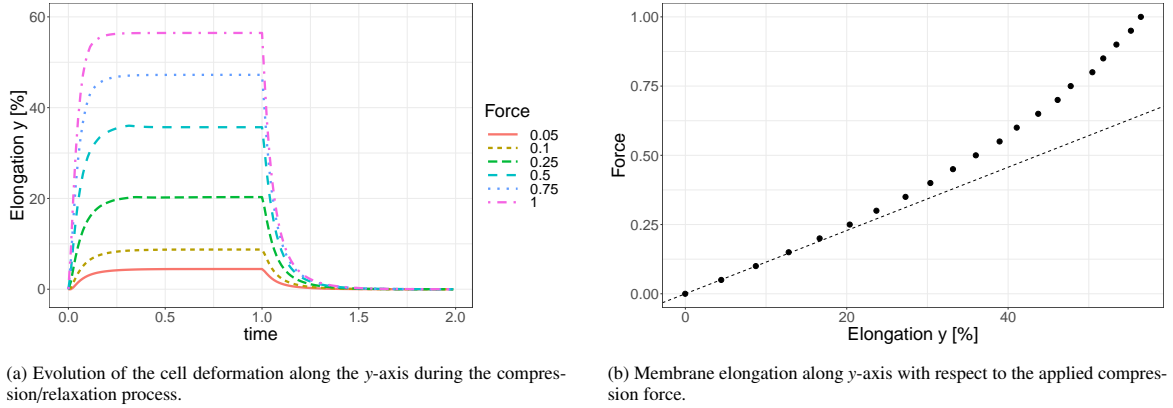 60
40
20
0
Elongation y [%]
0.0
0.5
1.0
1.5
2.0
time
Force
0.05
0.1
0.25
0.5
0.75
1
(a) Evolution of the cell deformation along the y-axis during the compres-
sion/relaxation process.
1.00
0.75
0.50
0.25
0.00
Force
0
20
40
Elongation y [%]
(b) Membrane elongation along y-axis with respect to the applied compres-
sion force.